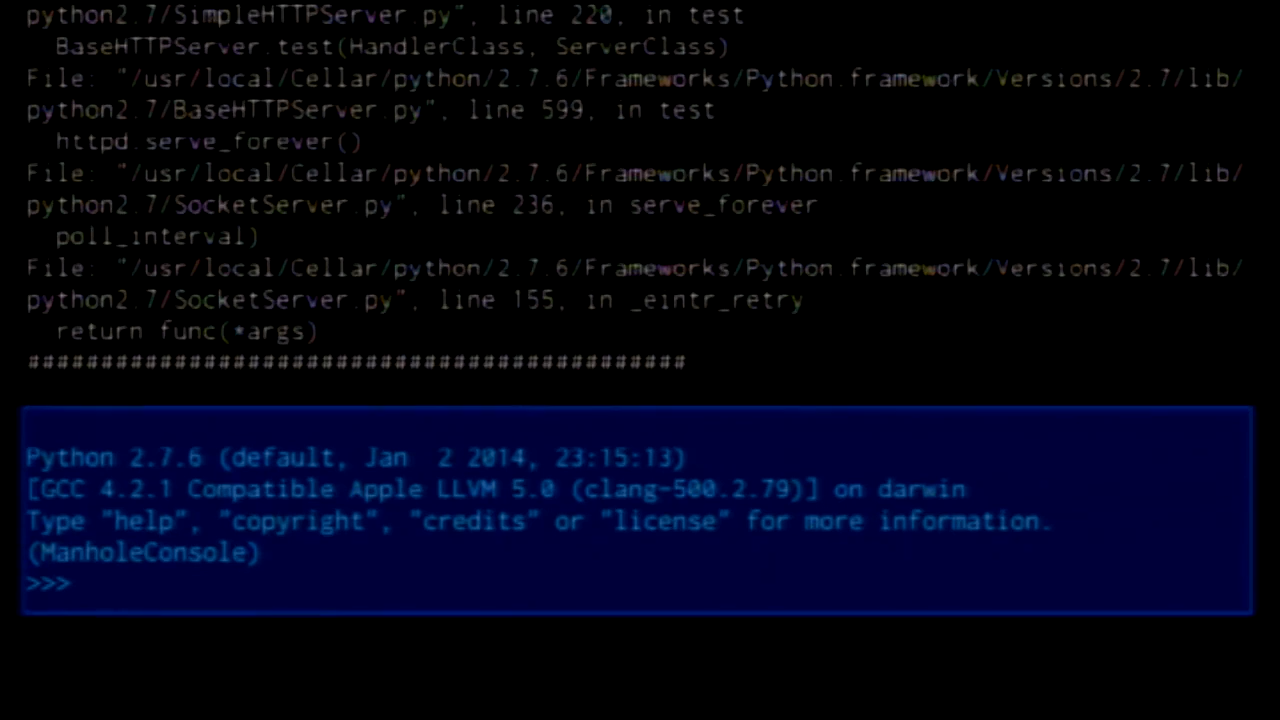 python2.7/SimpleHTTPServer.py", line 220, in test
BaseHTTPServer.test(HandlerClass, ServerClass)
File: "/usr/local/Cellar/python/2.7.6/Frameworks/Python.framework/Versions/2.7/lib/
python2.7/BaseHTTPServer.py", line 599, in test
httpd.serve_forever()
File: "/usr/local/Cellar/python/2.7.6/Frameworks/Python.framework/Versions/2.7/lib/
python2.7/SocketServer.py", line 236, in serve_forever
poll_interval)
File: "/usr/local/Cellar/python/2.7.6/Frameworks/Python.framework/Versions/2.7/lib/
python2.7/SocketServer.py", line 155, in _eintr_retry
return func(*args)
#############################################
Python 2.7.6 (default, Jan  2 2014, 23:15:13)
[GCC 4.2.1 Compatible Apple LLVM 5.0 (clang-500.2.79)] on darwin
Type "help", "copyright", "credits" or "license" for more information.
(ManholeConsole)
>>>